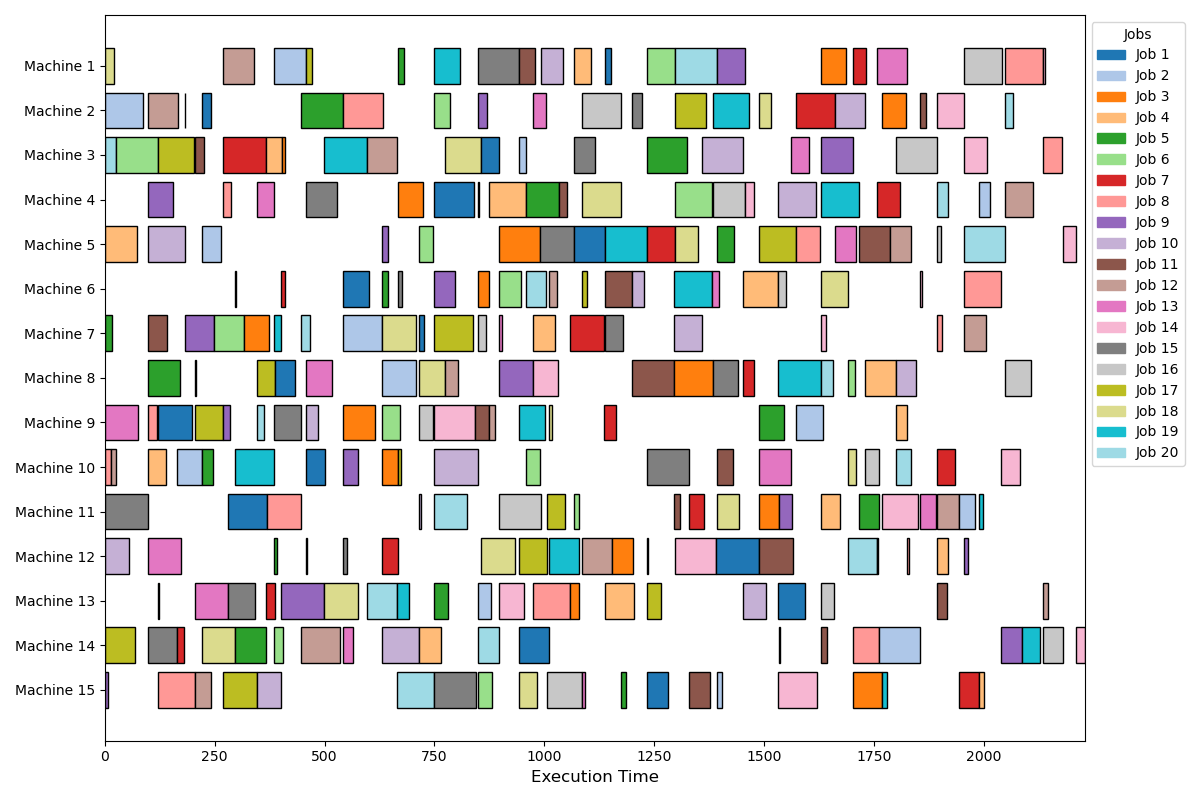 Machine 1
Machine 2
Machine 3
Machine 4
Machine 5
Machine 6
Machine 7
Machine 8
Machine 9
Machine 10
Machine 11
Machine 12
Machine 13
Machine 14
Machine 15
0 250 500 750 1000 1250 1500 1750 2000
Execution Time
Jobs
Job 1
Job 2
Job 3
Job 4
Job 5
Job 6
Job 7
Job 8
Job 9
Job 10
Job 11
Job 12
Job 13
Job 14
Job 15
Job 16
Job 17
Job 18
Job 19
Job 20